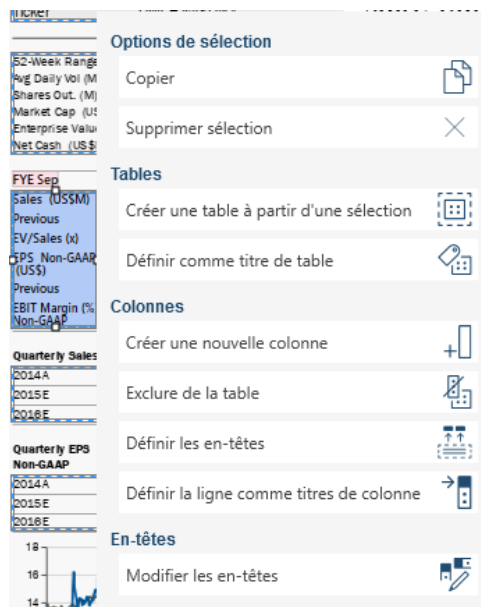 Ticker
Options de sélection
52-Week Range
Avg Daily Vol (M
Copier
Shares Out. (M)
Market Cap (US
Enterprise Valu
Supprimer sélection
Net Cash (US$
Tables
FYE Sep
Sales (US$M)
Créer une table à partir d'une sélection
Previous
EV/Sales (x)
EPS Non-GAAP
(US$)
Définir comme titre de table
Previous
EBIT Margin (%
Non-GAAP
Colonnes
Créer une nouvelle colonne
Quarterly Sales
2014A
2015E
Exclure de la table
2016E
Quarterly EPS
Non-GAAP
Définir les en-têtes
2014A
2015E
Définir la ligne comme titres de colonne
2016E
En-têtes
18
16
Modifier les en-têtes
14